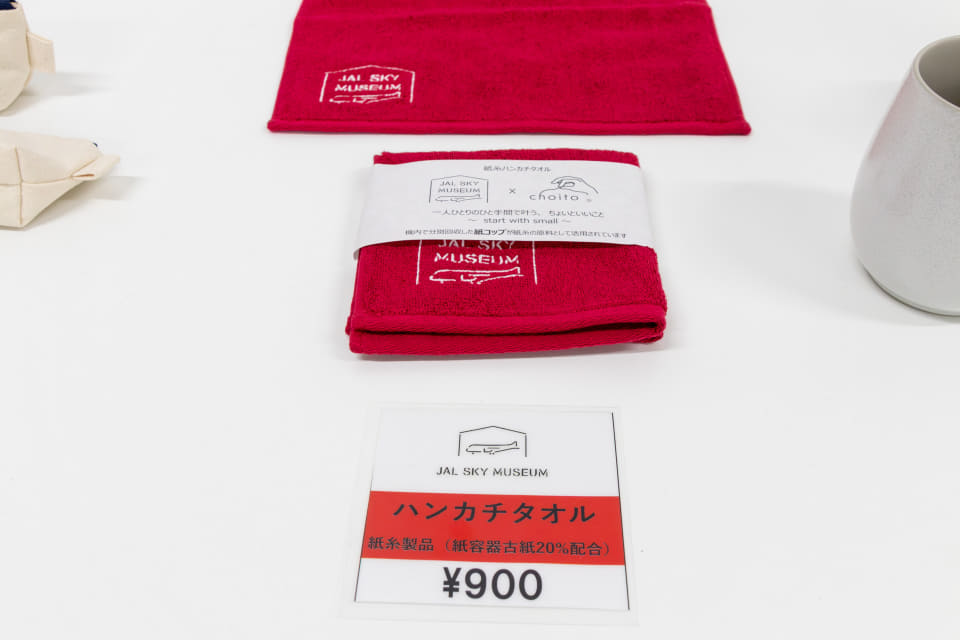 JAL SKY
MUSEUM
紙糸ハンカチタオル
JAL SKY
MUSEUM
x
choito
®
一人ひとりのひと手間で叶う、ちょいといいこと
～ start with small ～
機内で分別回収した紙コップが紙糸の原料として活用されています
JAL SKY
MUSEUM
JAL SKY MUSEUM
ハンカチタオル
紙糸製品（紙容器古紙20%配合）
¥900